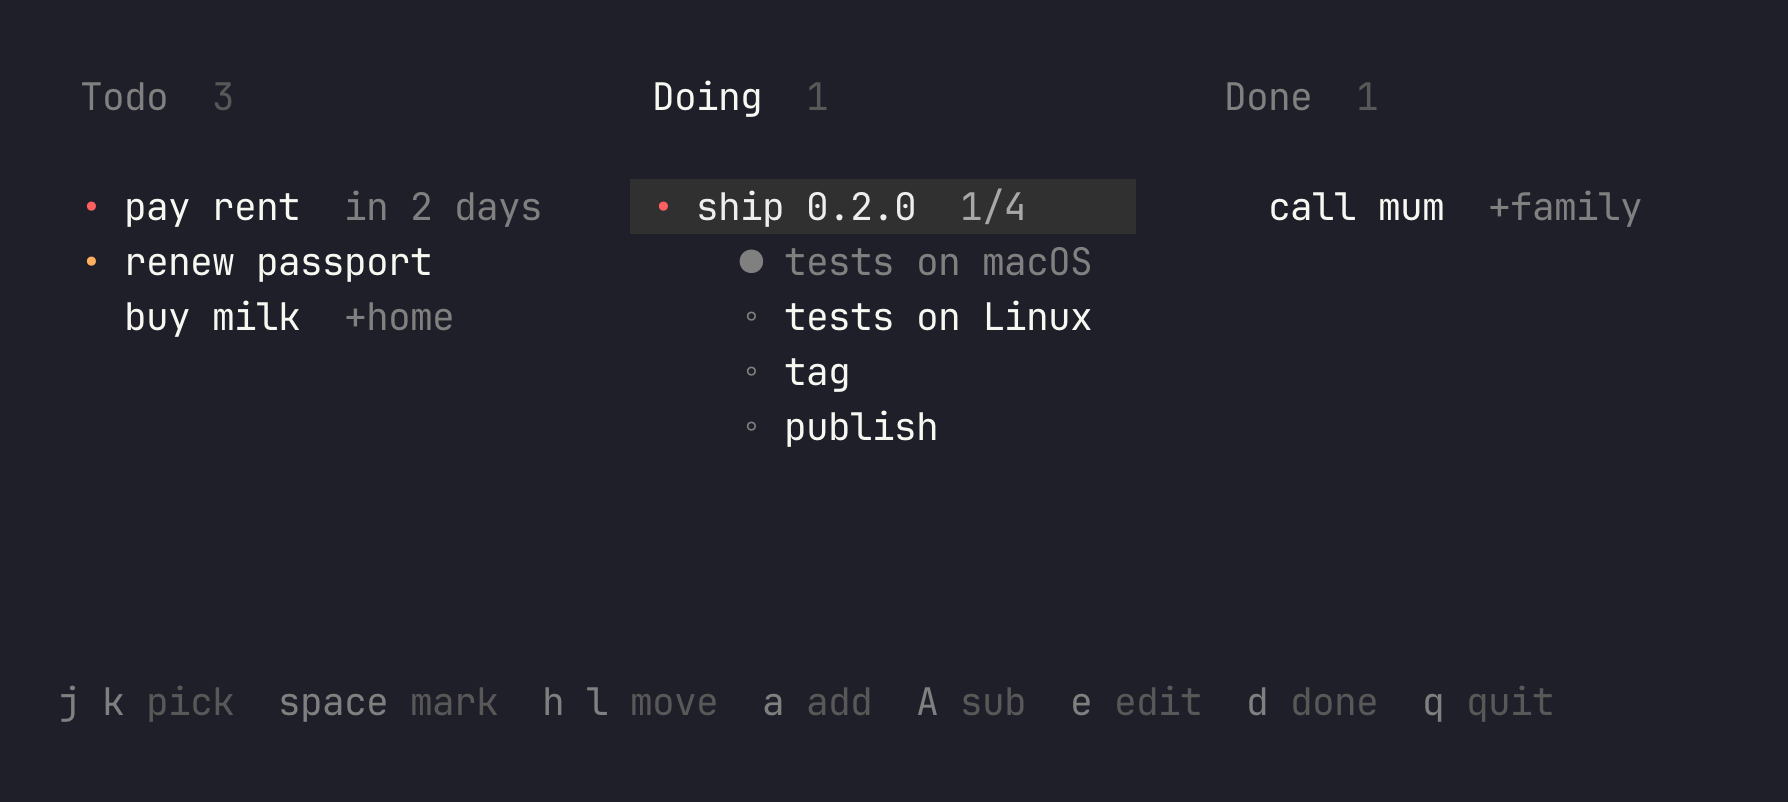 Todo 3
pay rent in 2 days
renew passport
buy milk +home
Doing 1
ship 0.2.0 1/4
tests on macOS
tests on Linux
tag
publish
Done 1
call mum +family
j k pick space mark h l move a add A sub e edit d done q quit